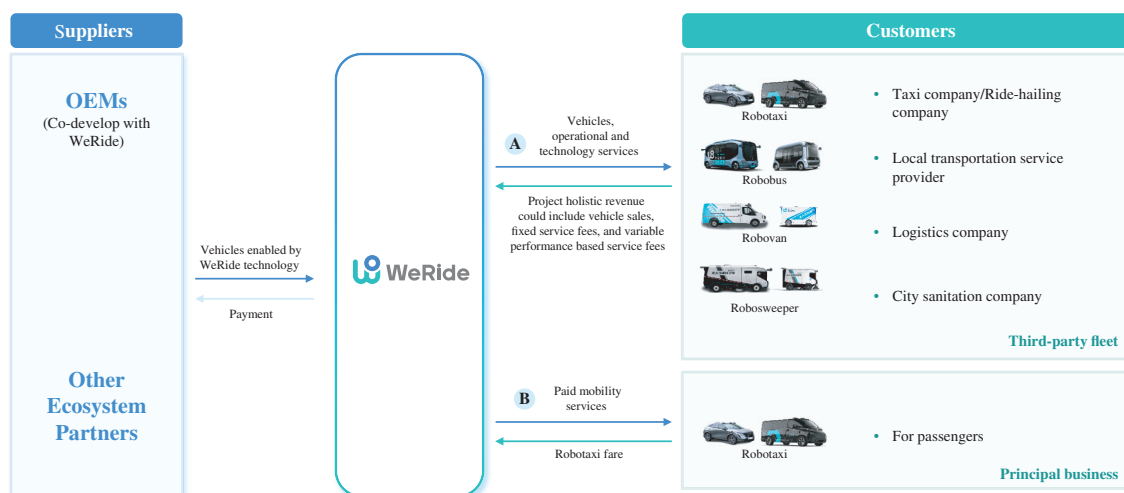 Suppliers
Customers
OEMs
(Co-develop with
WeRide)
Other
Ecosystem
Partners
Vehicles enabled by
WeRide technology
Payment
WeRide
A
Vehicles,
operational and
technology services
Project holistic revenue
could include vehicle sales,
fixed service fees, and variable
performance based service fees
B
Paid mobility
services
Robotaxi fare
Robotaxi
• Taxi company/Ride-hailing
company
Robobus
• Local transportation service
provider
Robovan
• Logistics company
Robosweeper
• City sanitation company
Third-party fleet
Robotaxi
• For passengers
Principal business